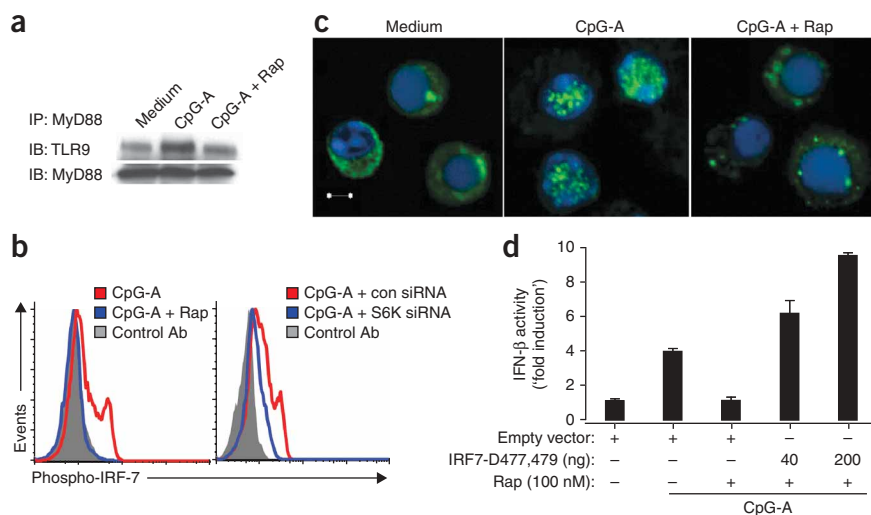 a
Medium
CpG-A
CpG-A + Rap
IP: MyD88
IB: TLR9
IB: MyD88
b
CpG-A
CpG-A + Rap
Control Ab
CpG-A + con siRNA
CpG-A + S6K siRNA
Control Ab
Events
Phospho-IRF-7
c
Medium
CpG-A
CpG-A + Rap
d
IFN-β activity
(‘fold induction’)
10
8
6
4
2
0
Empty vector: + + + – –
IRF7-D477,479 (ng): – – – 40 200
Rap (100 nM): – – + + +
CpG-A